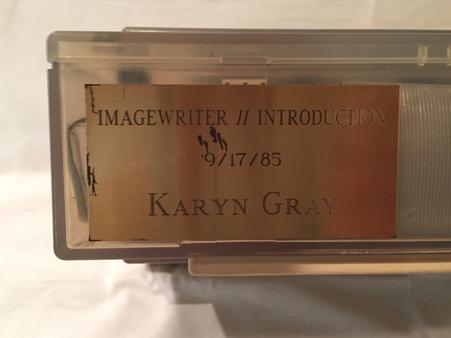 IMAGEWRITER II INTRODUCTION
9/17/85
KARYN GRAY